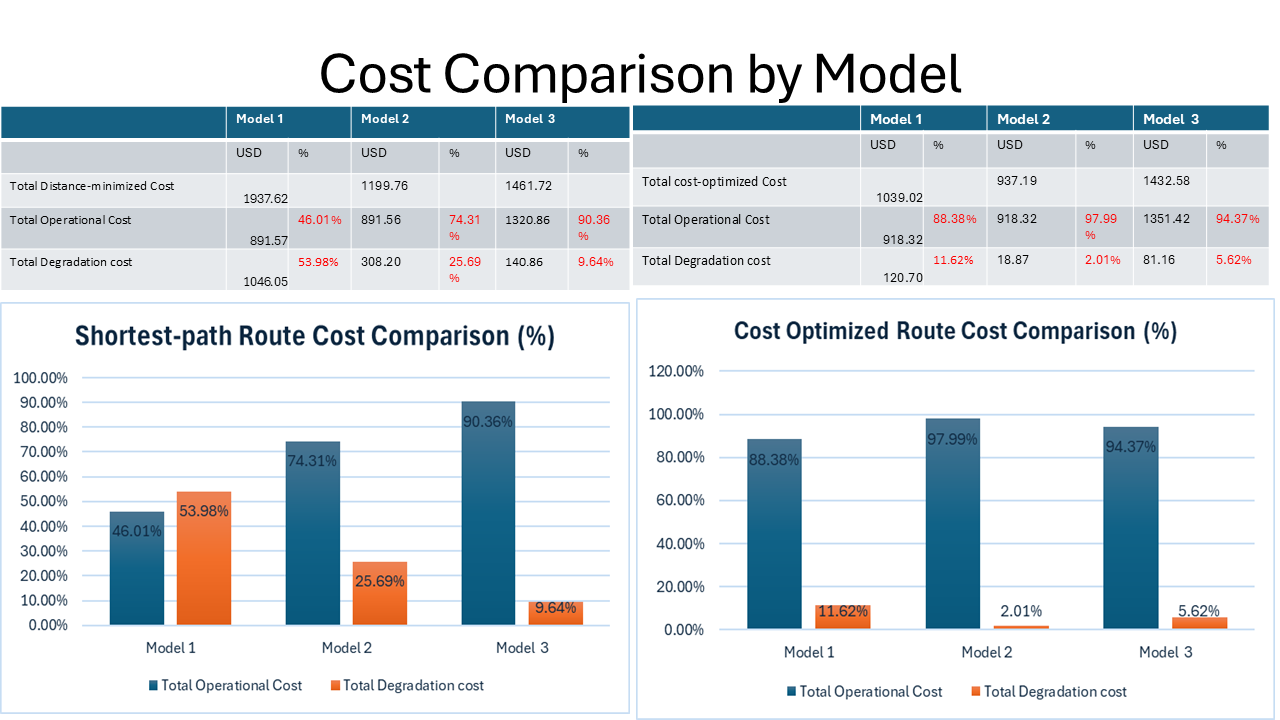 Cost Comparison by Model
Model 1 Model 2 Model 3
USD % USD % USD %
Total Distance-minimized Cost 1937.62 1199.76 1461.72
Total Operational Cost 891.57 46.01% 891.56 74.31 % 1320.86 90.36 %
Total Degradation cost 1046.05 53.98% 308.20 25.69 % 140.86 9.64%
Model 1 Model 2 Model 3
USD % USD % USD %
Total cost-optimized Cost 1039.02 937.19 1432.58
Total Operational Cost 918.32 88.38% 918.32 97.99 % 1351.42 94.37%
Total Degradation cost 120.70 11.62% 18.87 2.01% 81.16 5.62%
Shortest-path Route Cost Comparison (%)
100.00%
90.00%
80.00%
70.00%
60.00%
50.00%
40.00%
30.00%
20.00%
10.00%
0.00%
46.01% 53.98% 74.31% 25.69% 90.36% 9.64%
Model 1 Model 2 Model 3
Total Operational Cost Total Degradation cost
Cost Optimized Route Cost Comparison (%)
120.00%
100.00%
80.00%
60.00%
40.00%
20.00%
0.00%
88.38% 11.62% 97.99% 2.01% 94.37% 5.62%
Model 1 Model 2 Model 3
Total Operational Cost Total Degradation cost